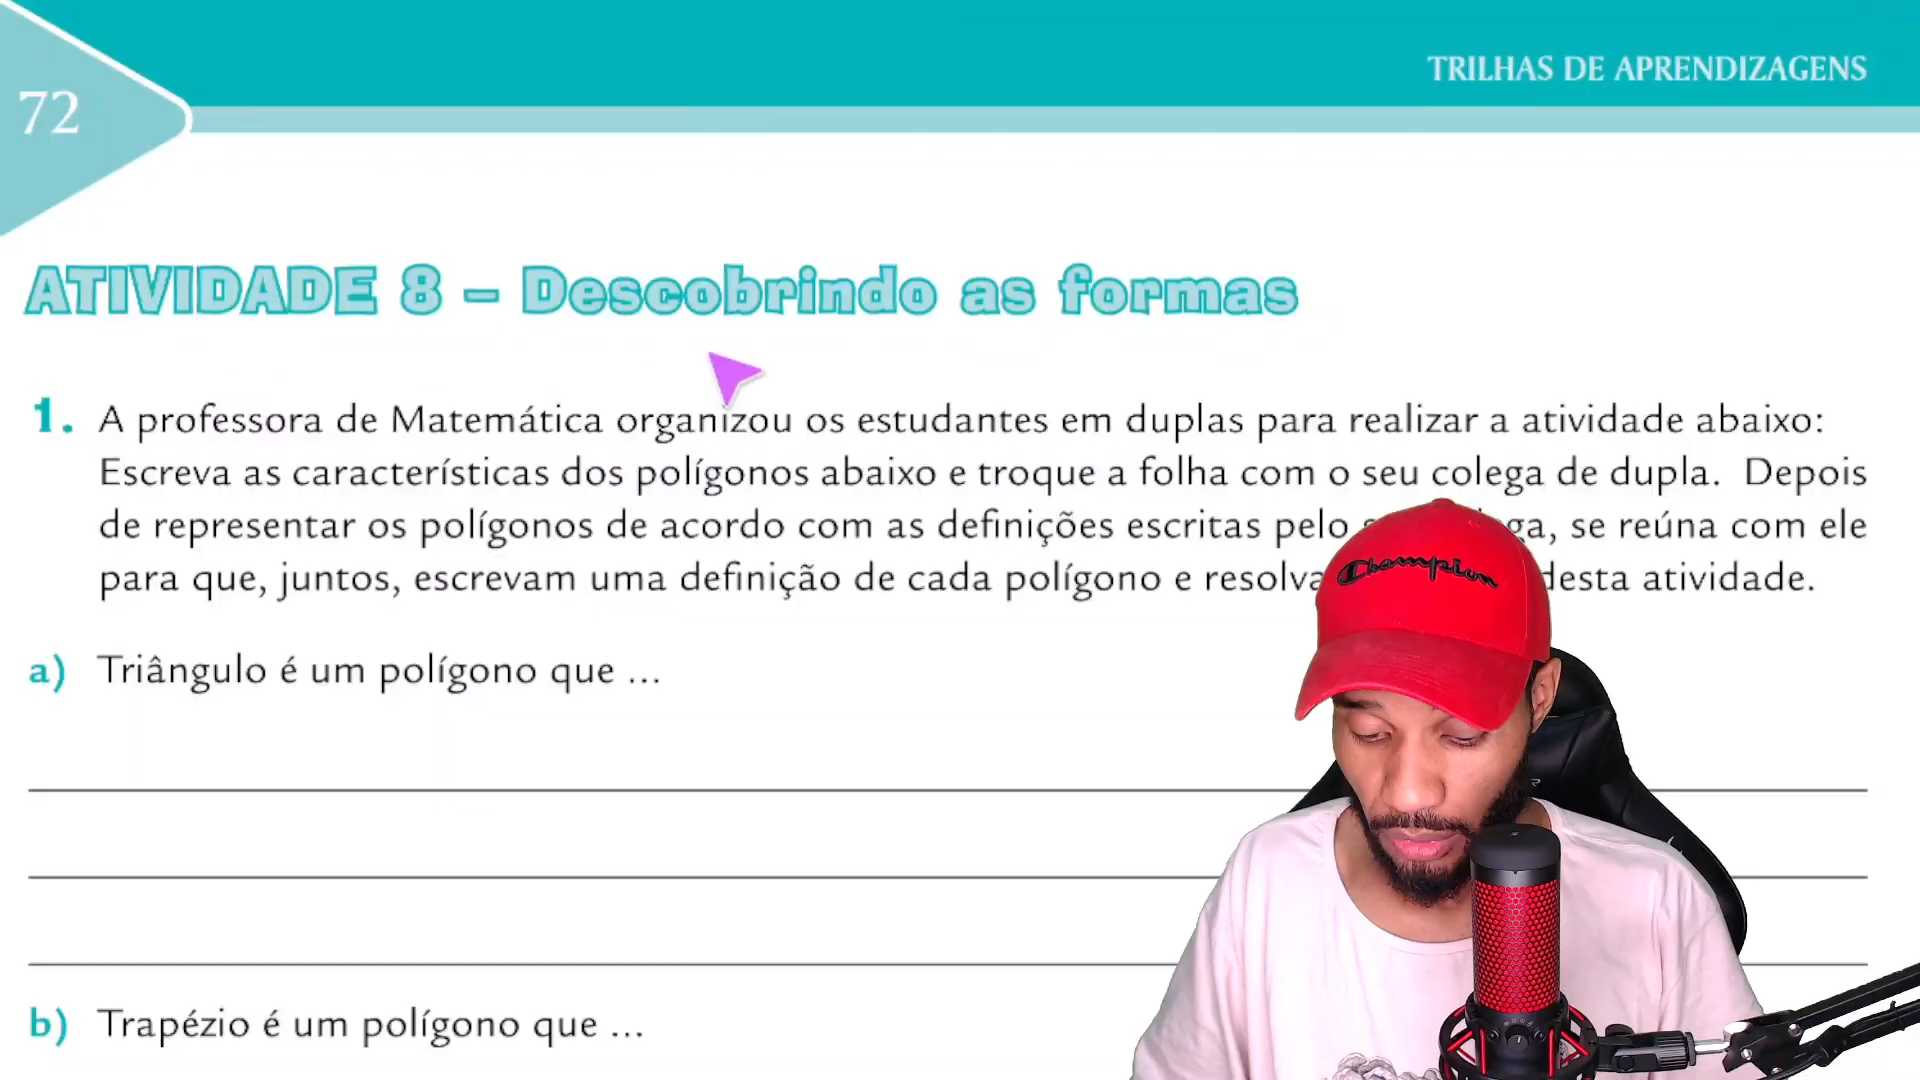 72
TRILHAS DE APRENDIZAGENS
ATIVIDADE 8 – Descobrindo as formas
1. A professora de Matemática organizou os estudantes em duplas para realizar a atividade abaixo:
Escreva as características dos polígonos abaixo e troque a folha com o seu colega de dupla. Depois
de representar os polígonos de acordo com as definições escritas pelo se reúna com ele
para que, juntos, escrevam uma definição de cada polígono e desta atividade.
Champion
a) Triângulo é um polígono que ...
b) Trapézio é um polígono que ...